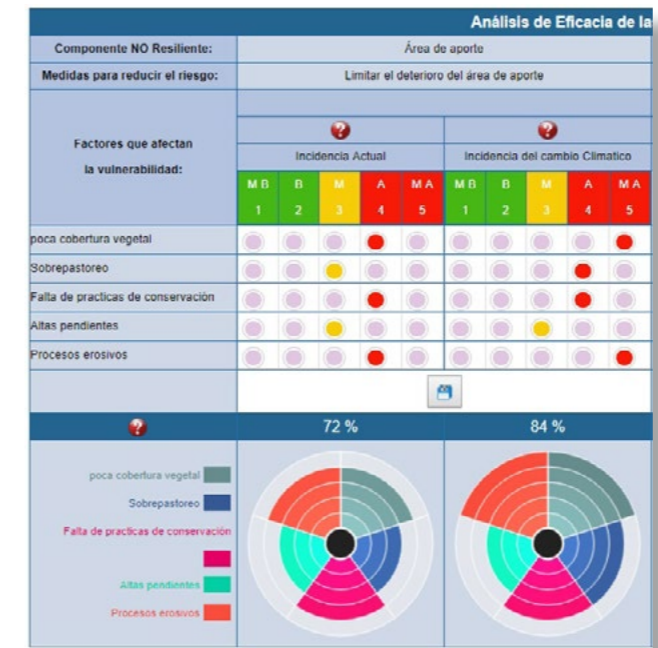 Análisis de Eficacia de la
Componente NO Resiliente: Área de aporte
Medidas para reducir el riesgo: Limitar el deterioro del área de aporte
? ?
Factores que afectan
la vulnerabilidad:
Incidencia Actual Incidencia del cambio Climatico
M B B M A M A M B B M A M A
1 2 3 4 5 1 2 3 4 5
poca cobertura vegetal
Sobrepastoreo
Falta de practicas de conservación
Altas pendientes
Procesos erosivos
? 72 % 84 %
poca cobertura vegetal
Sobrepastoreo
Falta de practicas de conservación
Altas pendientes
Procesos erosivos